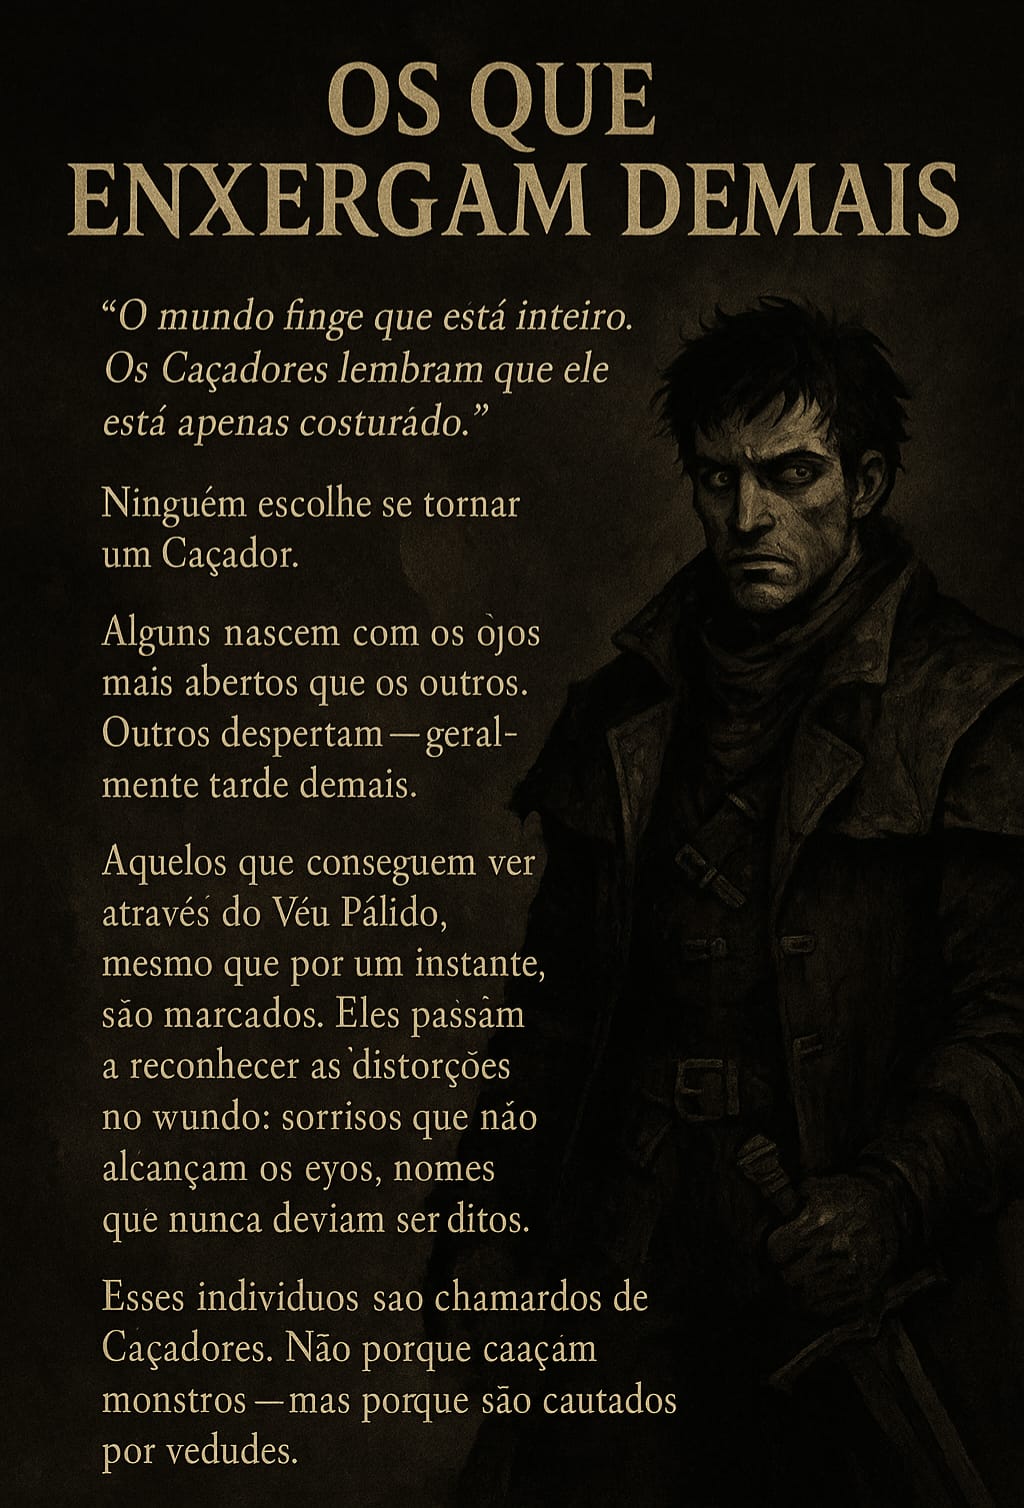 OS QUE
ENXERGAM DEMAIS
“O mundo finge que está inteiro.
Os Caçadores lembram que ele
está apenas costurádo.”
Ninguém escolhe se tornar
um Caçador.
Alguns nascem com os òjos
mais abertos que os outros.
Outros despertam—geral-
mente tarde demais.
Aquelos que conseguem ver
através do Véu Pálido,
mesmo que por um instante,
são marcados. Eles passâm
a reconhecer as distorções
no wundo: sorrisos que não
alcançam os eyos, nomes
que nunca deviam ser ditos.
Esses individuos sao chamardos de
Caçadores. Não porque caaçám
monstros—mas porque são cautados
por vedudes.